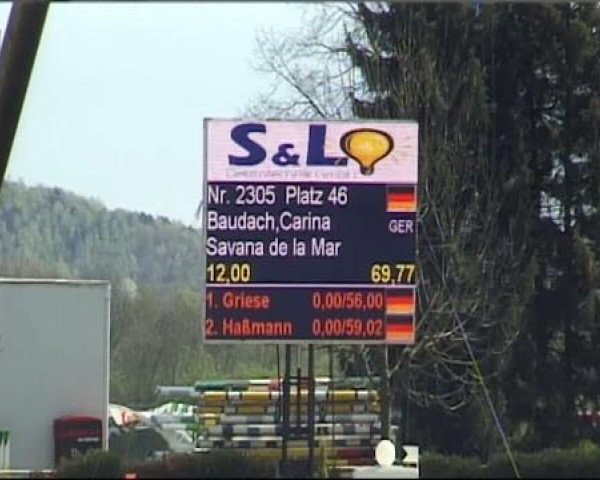 S&L
Nr. 2305 Platz 46
Baudach,Carina GER
Savana de la Mar
12,00 69,77
1. Griese 0,00/56,00
2. Haßmann 0,00/59,02